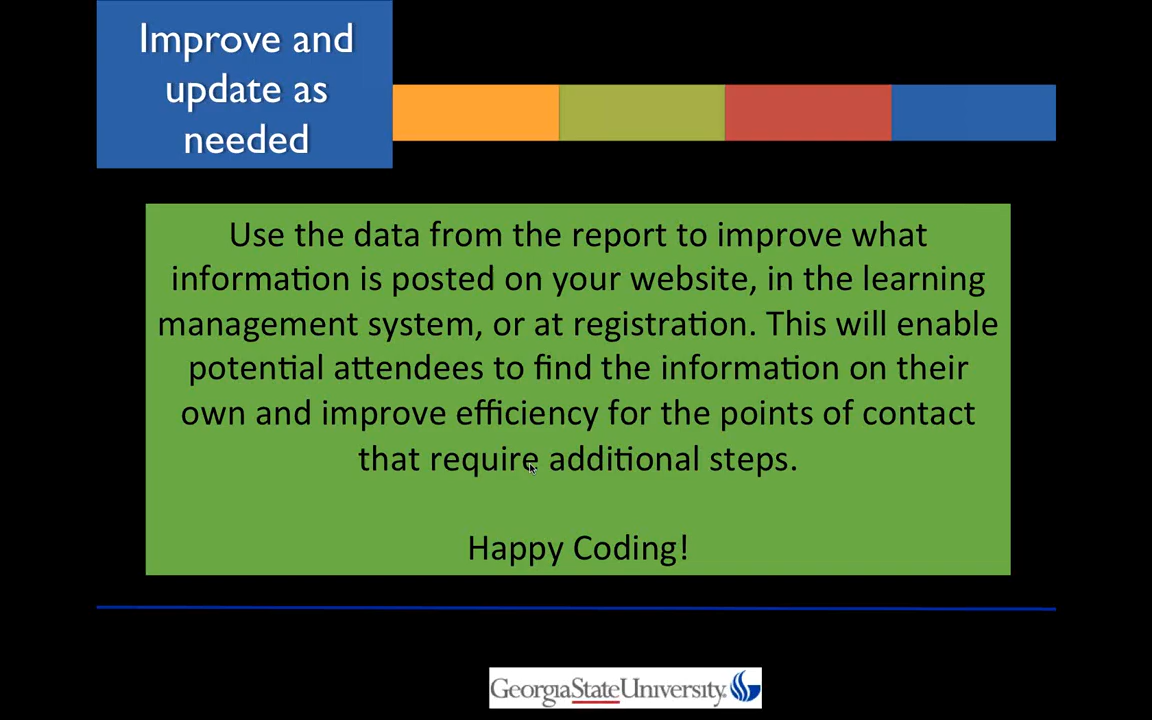 Improve and
update as
needed
Use the data from the report to improve what
information is posted on your website, in the learning
management system, or at registration. This will enable
potential attendees to find the information on their
own and improve efficiency for the points of contact
that require additional steps.
Happy Coding!
GeorgiaStateUniversity